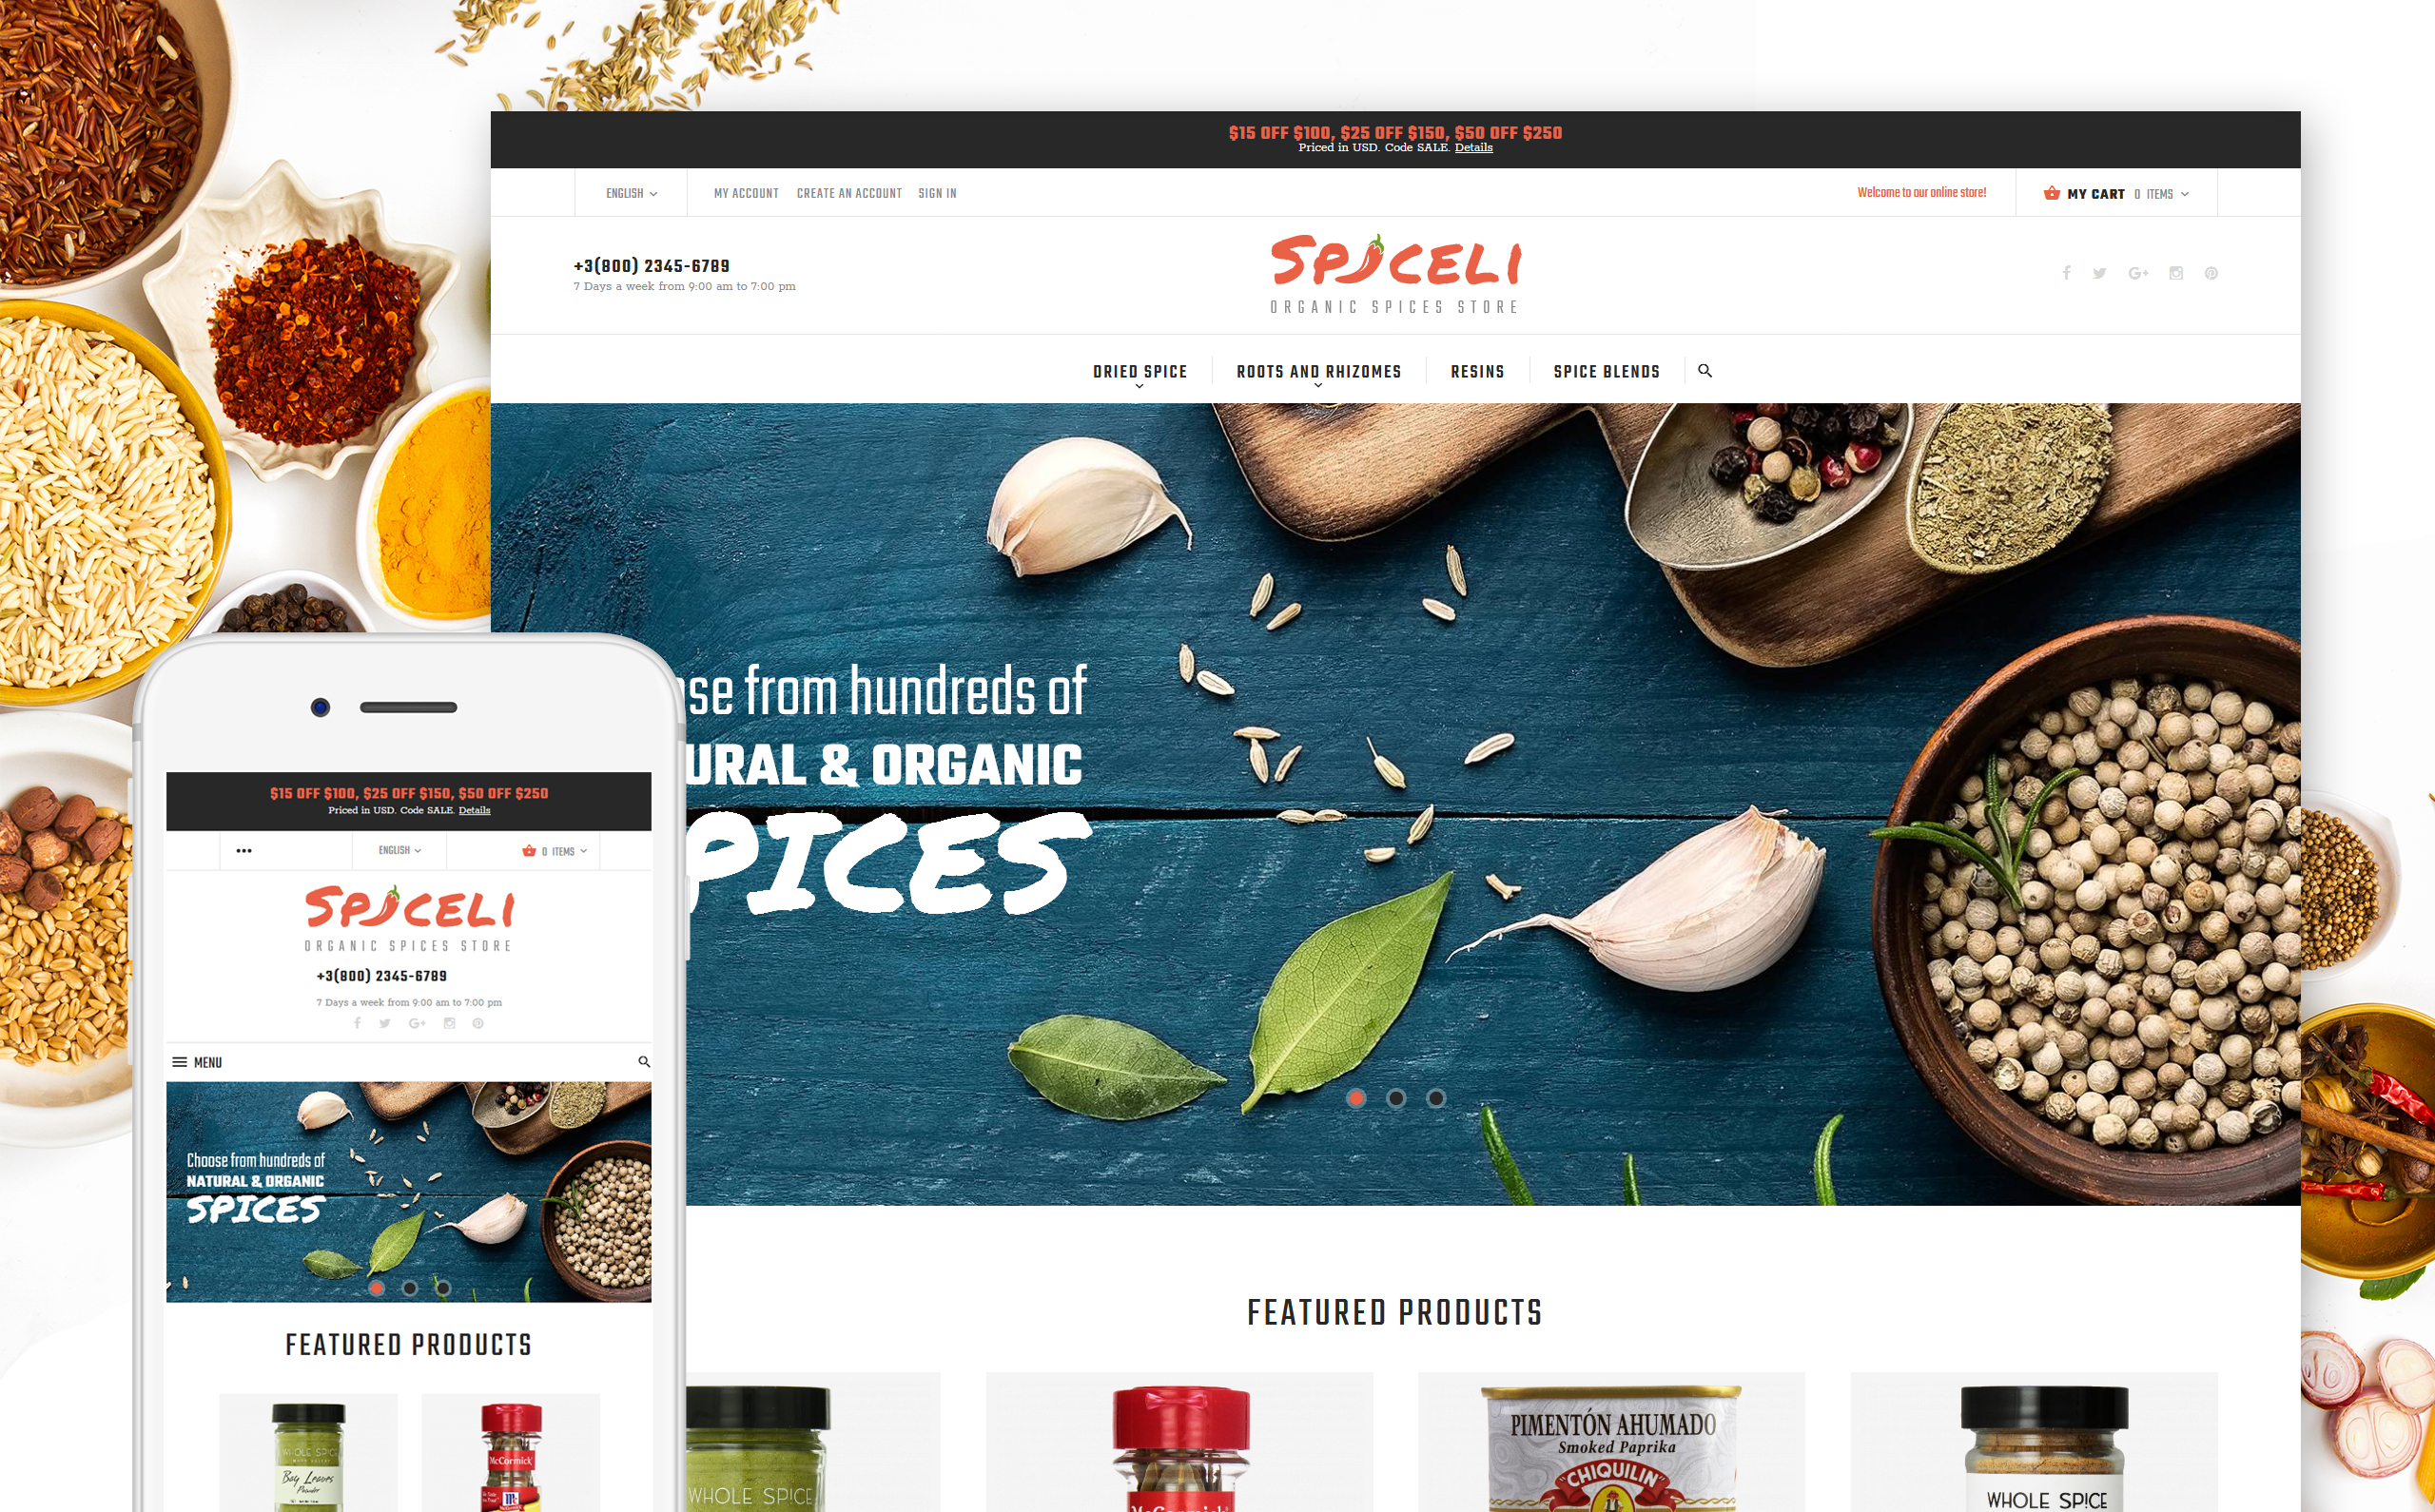 $15 OFF $100, $25 OFF $150, $50 OFF $250
Priced in USD. Code SALE. Details
ENGLISH MY ACCOUNT CREATE AN ACCOUNT SIGN IN Welcome to our online store! MY CART 0 ITEMS
+3(800) 2345-6789
7 Days a week from 9:00 am to 7:00 pm
SPICELI
ORGANIC SPICES STORE
DRIED SPICE ROOTS AND RHIZOMES RESINS SPICE BLENDS
se from hundreds of
URAL & ORGANIC
PICES
FEATURED PRODUCTS
WHOLE SPICE
McCormick
PIMENTÓN AHUMADO
Smoked Paprika
"CHIQUILIN"
WHOLE SPICE
$15 OFF $100, $25 OFF $150, $50 OFF $250
Priced in USD. Code SALE. Details
ENGLISH 0 ITEMS
SPICELI
ORGANIC SPICES STORE
+3(800) 2345-6789
7 Days a week from 9:00 am to 7:00 pm
MENU
Choose from hundreds of
NATURAL & ORGANIC
SPICES
FEATURED PRODUCTS
WHOLE SPICE
Bay Leaves
Powder
McCormick